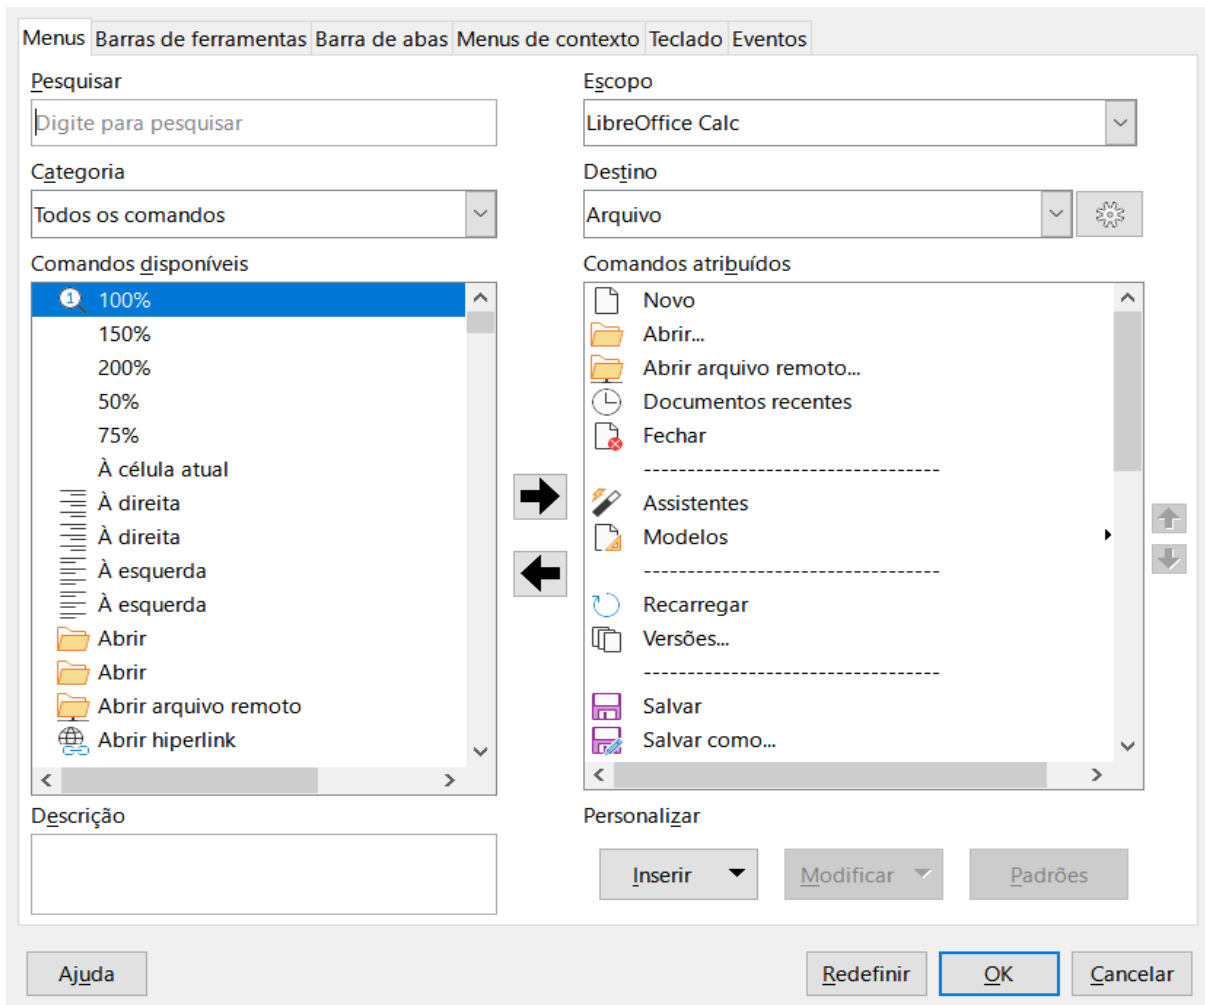 Menus Barras de ferramentas Barra de abas Menus de contexto Teclado Eventos
Pesquisar
Digite para pesquisar
Categoria
Todos os comandos
Comandos disponíveis
1 100%
150%
200%
50%
75%
À célula atual
À direita
À direita
À esquerda
À esquerda
Abrir
Abrir
Abrir arquivo remoto
Abrir hiperlink
Descrição
Escopo
LibreOffice Calc
Destino
Arquivo
Comandos atribuídos
Novo
Abrir...
Abrir arquivo remoto...
Documentos recentes
Fechar
----------------------------------
Assistentes
Modelos
----------------------------------
Recarregar
Versões...
----------------------------------
Salvar
Salvar como...
Personalizar
Inserir Modificar Padrões
Ajuda Redefinir OK Cancelar